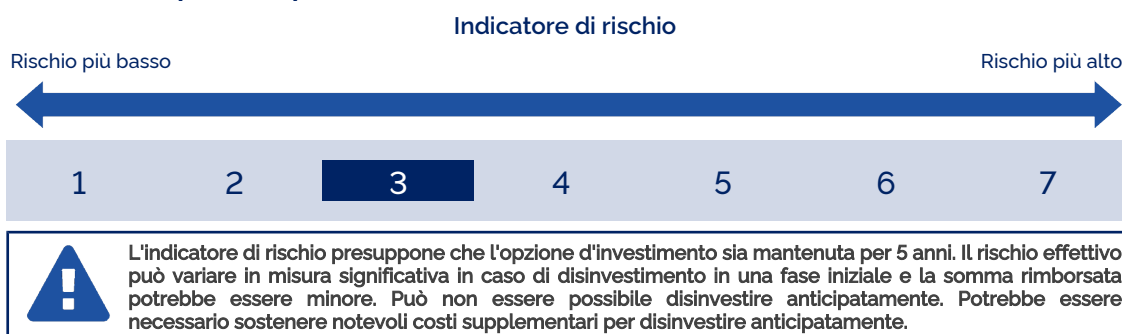 Indicatore di rischio
Rischio più basso Rischio più alto
1 2 3 4 5 6 7
L'indicatore di rischio presuppone che l'opzione d'investimento sia mantenuta per 5 anni. Il rischio effettivo
può variare in misura significativa in caso di disinvestimento in una fase iniziale e la somma rimborsata
potrebbe essere minore. Può non essere possibile disinvestire anticipatamente. Potrebbe essere
necessario sostenere notevoli costi supplementari per disinvestire anticipatamente.